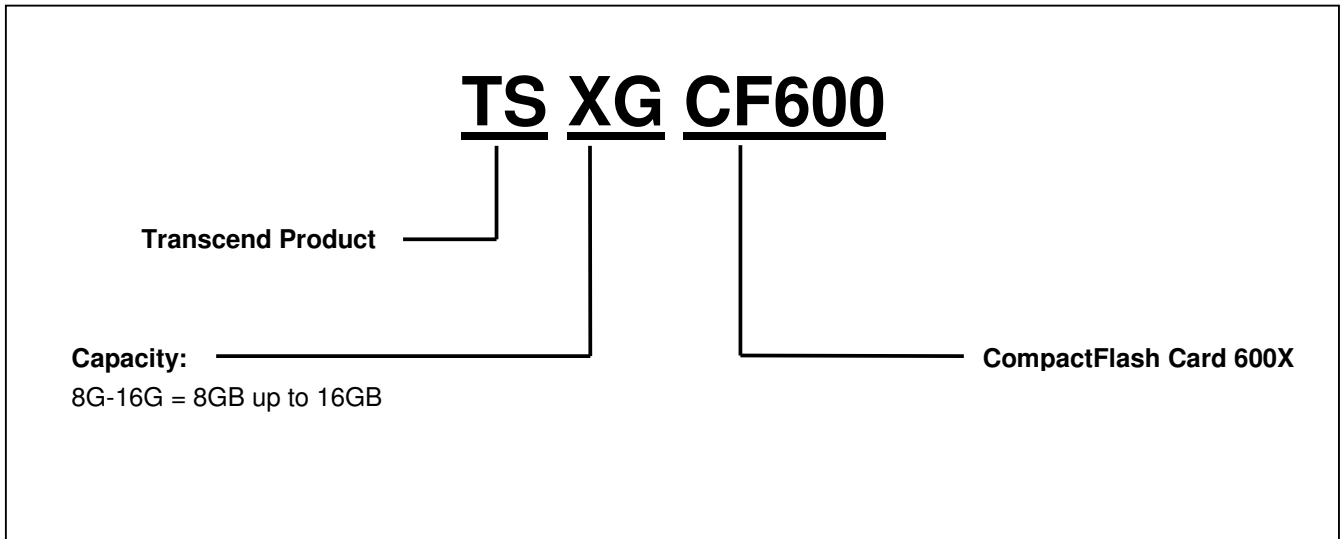 TS XG CF600
Transcend Product
Capacity:
CompactFlash Card 600X
8G-16G = 8GB up to 16GB